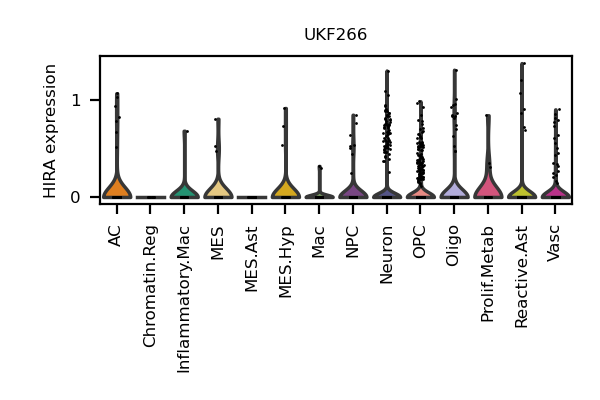 UKF266
HIRA expression
1
0
AC
Chromatin.Reg
Inflammatory.Mac
MES
MES.Ast
MES.Hyp
Mac
NPC
Neuron
OPC
Oligo
Prolif.Metab
Reactive.Ast
Vasc